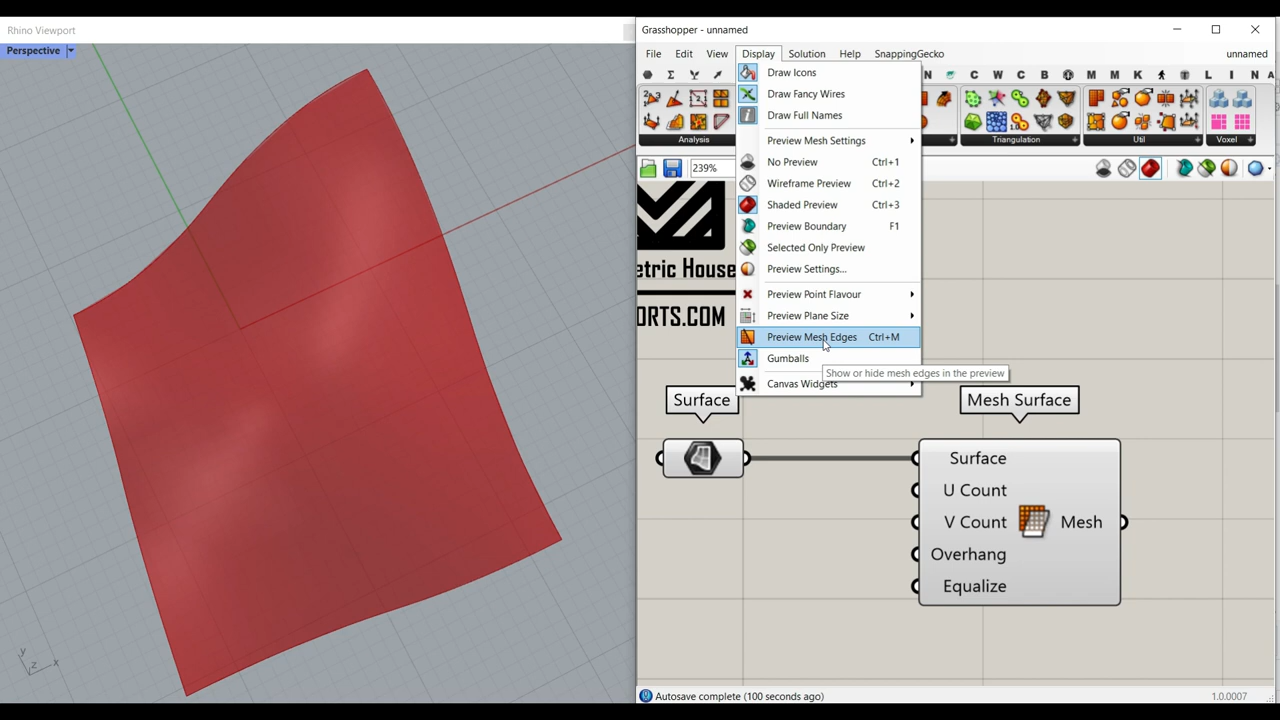 Rhino Viewport
Perspective
y
z x
Grasshopper - unnamed
File Edit View Display Solution Help SnappingGecko unnamed
N C W C B M M K L I N A
Analysis Triangulation Util Voxel
239%
Draw Icons
Draw Fancy Wires
Draw Full Names
Preview Mesh Settings
No Preview Ctrl+1
Wireframe Preview Ctrl+2
Shaded Preview Ctrl+3
Preview Boundary F1
Selected Only Preview
Preview Settings...
Preview Point Flavour
Preview Plane Size
Preview Mesh Edges Ctrl+M
Gumballs
Show or hide mesh edges in the preview
Canvas Widgets
etric House
ORTS.COM
Surface
Mesh Surface
Surface
U Count
V Count Mesh
Overhang
Equalize
Autosave complete (100 seconds ago) 1.0.0007